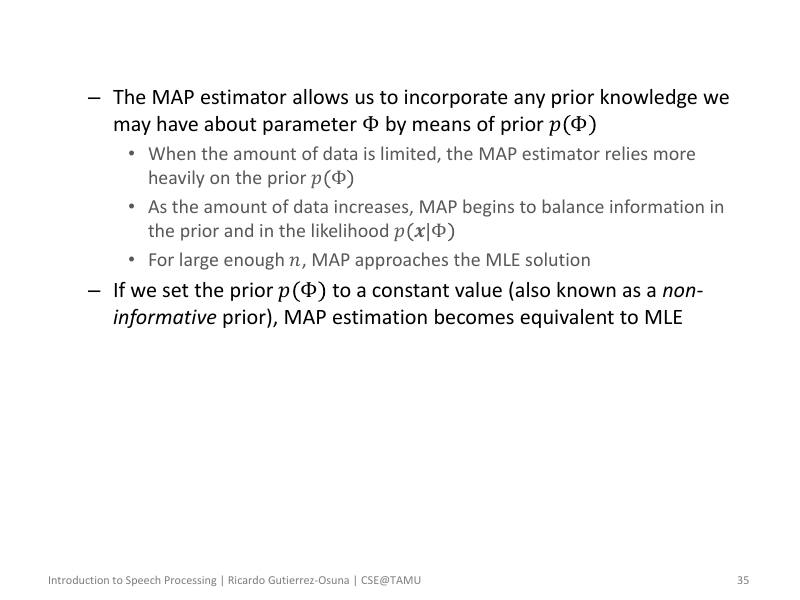 – The MAP estimator allows us to incorporate any prior knowledge we
may have about parameter Φ by means of prior 𝑝(Φ)
• When the amount of data is limited, the MAP estimator relies more
heavily on the prior 𝑝(Φ)
• As the amount of data increases, MAP begins to balance information in
the prior and in the likelihood 𝑝(𝒙|Φ)
• For large enough 𝑛, MAP approaches the MLE solution
– If we set the prior 𝑝(Φ) to a constant value (also known as a non-
informative prior), MAP estimation becomes equivalent to MLE
Introduction to Speech Processing | Ricardo Gutierrez-Osuna | CSE@TAMU
35